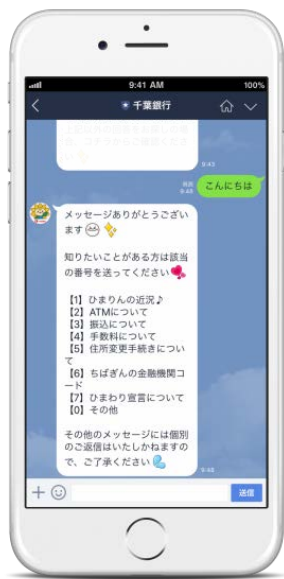 9:41 AM
100%
千葉銀行
9:43
既読
9:48
こんにちは
メッセージありがとうござい
ます
知りたいことがある方は該当
の番号を送ってください
【1】ひまりんの近況♪
【2】ATMについて
【3】振込について
【4】手数料について
【5】住所変更手続きについ
て
【6】ちばぎんの金融機関コ
ード
【7】ひまわり宣言について
【0】その他
その他のメッセージには個別
のご返信はいたしかねますの
で、ご了承ください
9:48
送信